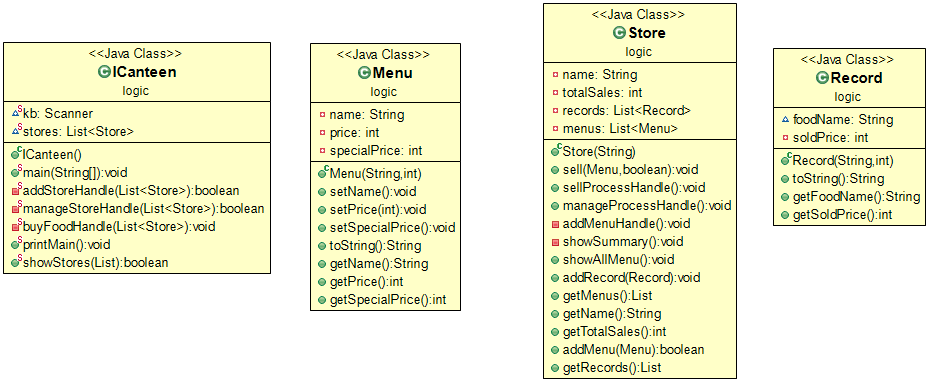 <<Java Class>>
ICanteen
logic
kb: Scanner
stores: List<Store>
ICanteen()
main(String[]):void
addStoreHandle(List<Store>):boolean
manageStoreHandle(List<Store>):boolean
buyFoodHandle(List<Store>):void
printMain():void
showStores(List):boolean
<<Java Class>>
Menu
logic
name: String
price: int
specialPrice: int
Menu(String,int)
setName():void
setPrice(int):void
setSpecialPrice():void
toString():String
getName():String
getPrice():int
getSpecialPrice():int
<<Java Class>>
Store
logic
name: String
totalSales: int
records: List<Record>
menus: List<Menu>
Store(String)
sell(Menu,boolean):void
sellProcessHandle():void
manageProcessHandle():void
addMenuHandle():void
showSummary():void
showAllMenu():void
addRecord(Record):void
getMenus():List
getName():String
getTotalSales():int
addMenu(Menu):boolean
getRecords():List
<<Java Class>>
Record
logic
foodName: String
soldPrice: int
Record(String,int)
toString():String
getFoodName():String
getSoldPrice():int